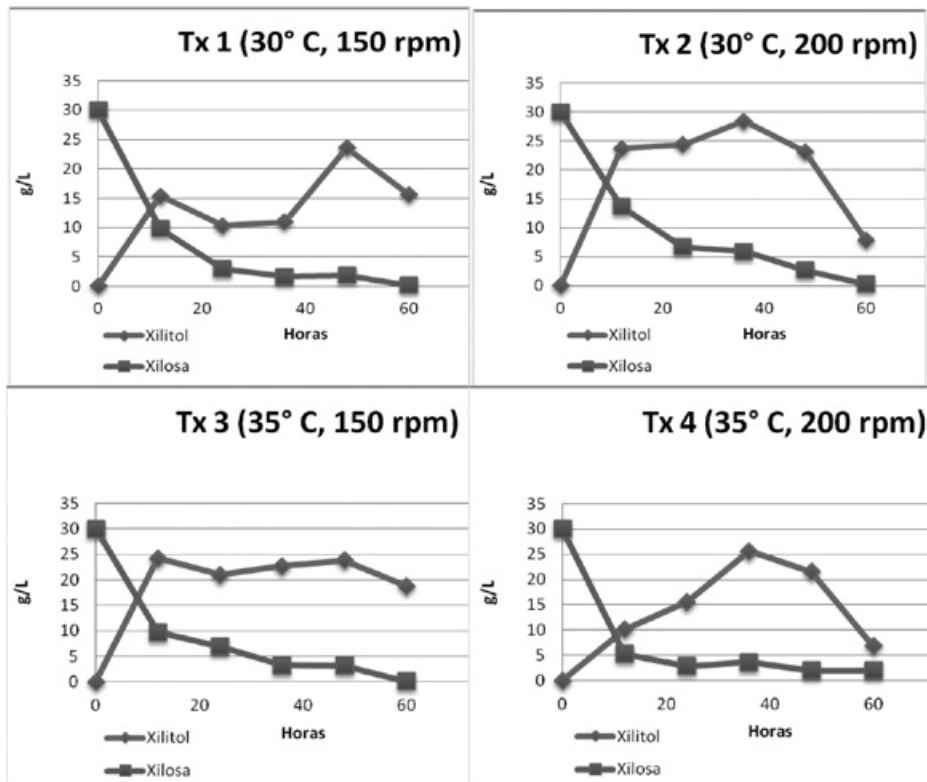 Tx 1 (30° C, 150 rpm)
35
30
25
20
15
10
5
0
g/L
0 20 40 60
Horas
Xilitol
Xilosa
Tx 2 (30° C, 200 rpm)
35
30
25
20
15
10
5
0
g/L
0 20 40 60
Horas
Xilitol
Xilosa
Tx 3 (35° C, 150 rpm)
35
30
25
20
15
10
5
0
g/L
0 20 40 60
Horas
Xilitol
Xilosa
Tx 4 (35° C, 200 rpm)
35
30
25
20
15
10
5
0
g/L
0 20 40 60
Horas
Xilitol
Xilosa